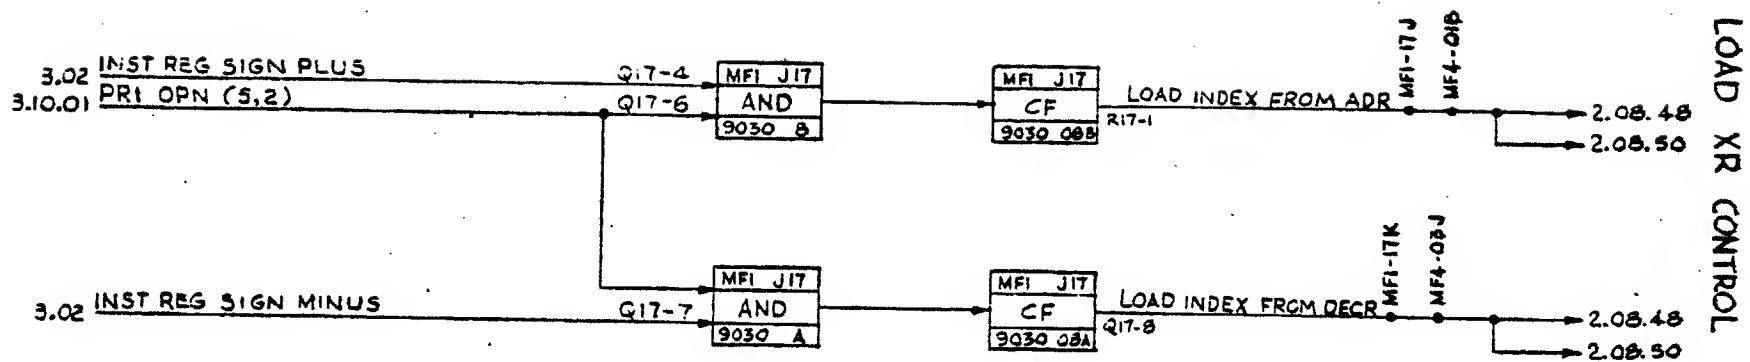 LOAD XR CONTROL
MF1-17J
MF4-01B
3.02 INST REG SIGN PLUS
Q17-4
MF1 J17
AND
9030 B
3.10.01 PR1 OPN (5,2)
Q17-6
MF1 J17
CF
9030 08B
LOAD INDEX FROM ADR
R17-1
2.08.48
2.08.50
MF1-17K
MF4-03J
3.02 INST REG SIGN MINUS
Q17-7
MF1 J17
AND
9030 A
MF1 J17
CF
9030 08A
LOAD INDEX FROM DECR
Q17-8
2.08.48
2.08.50